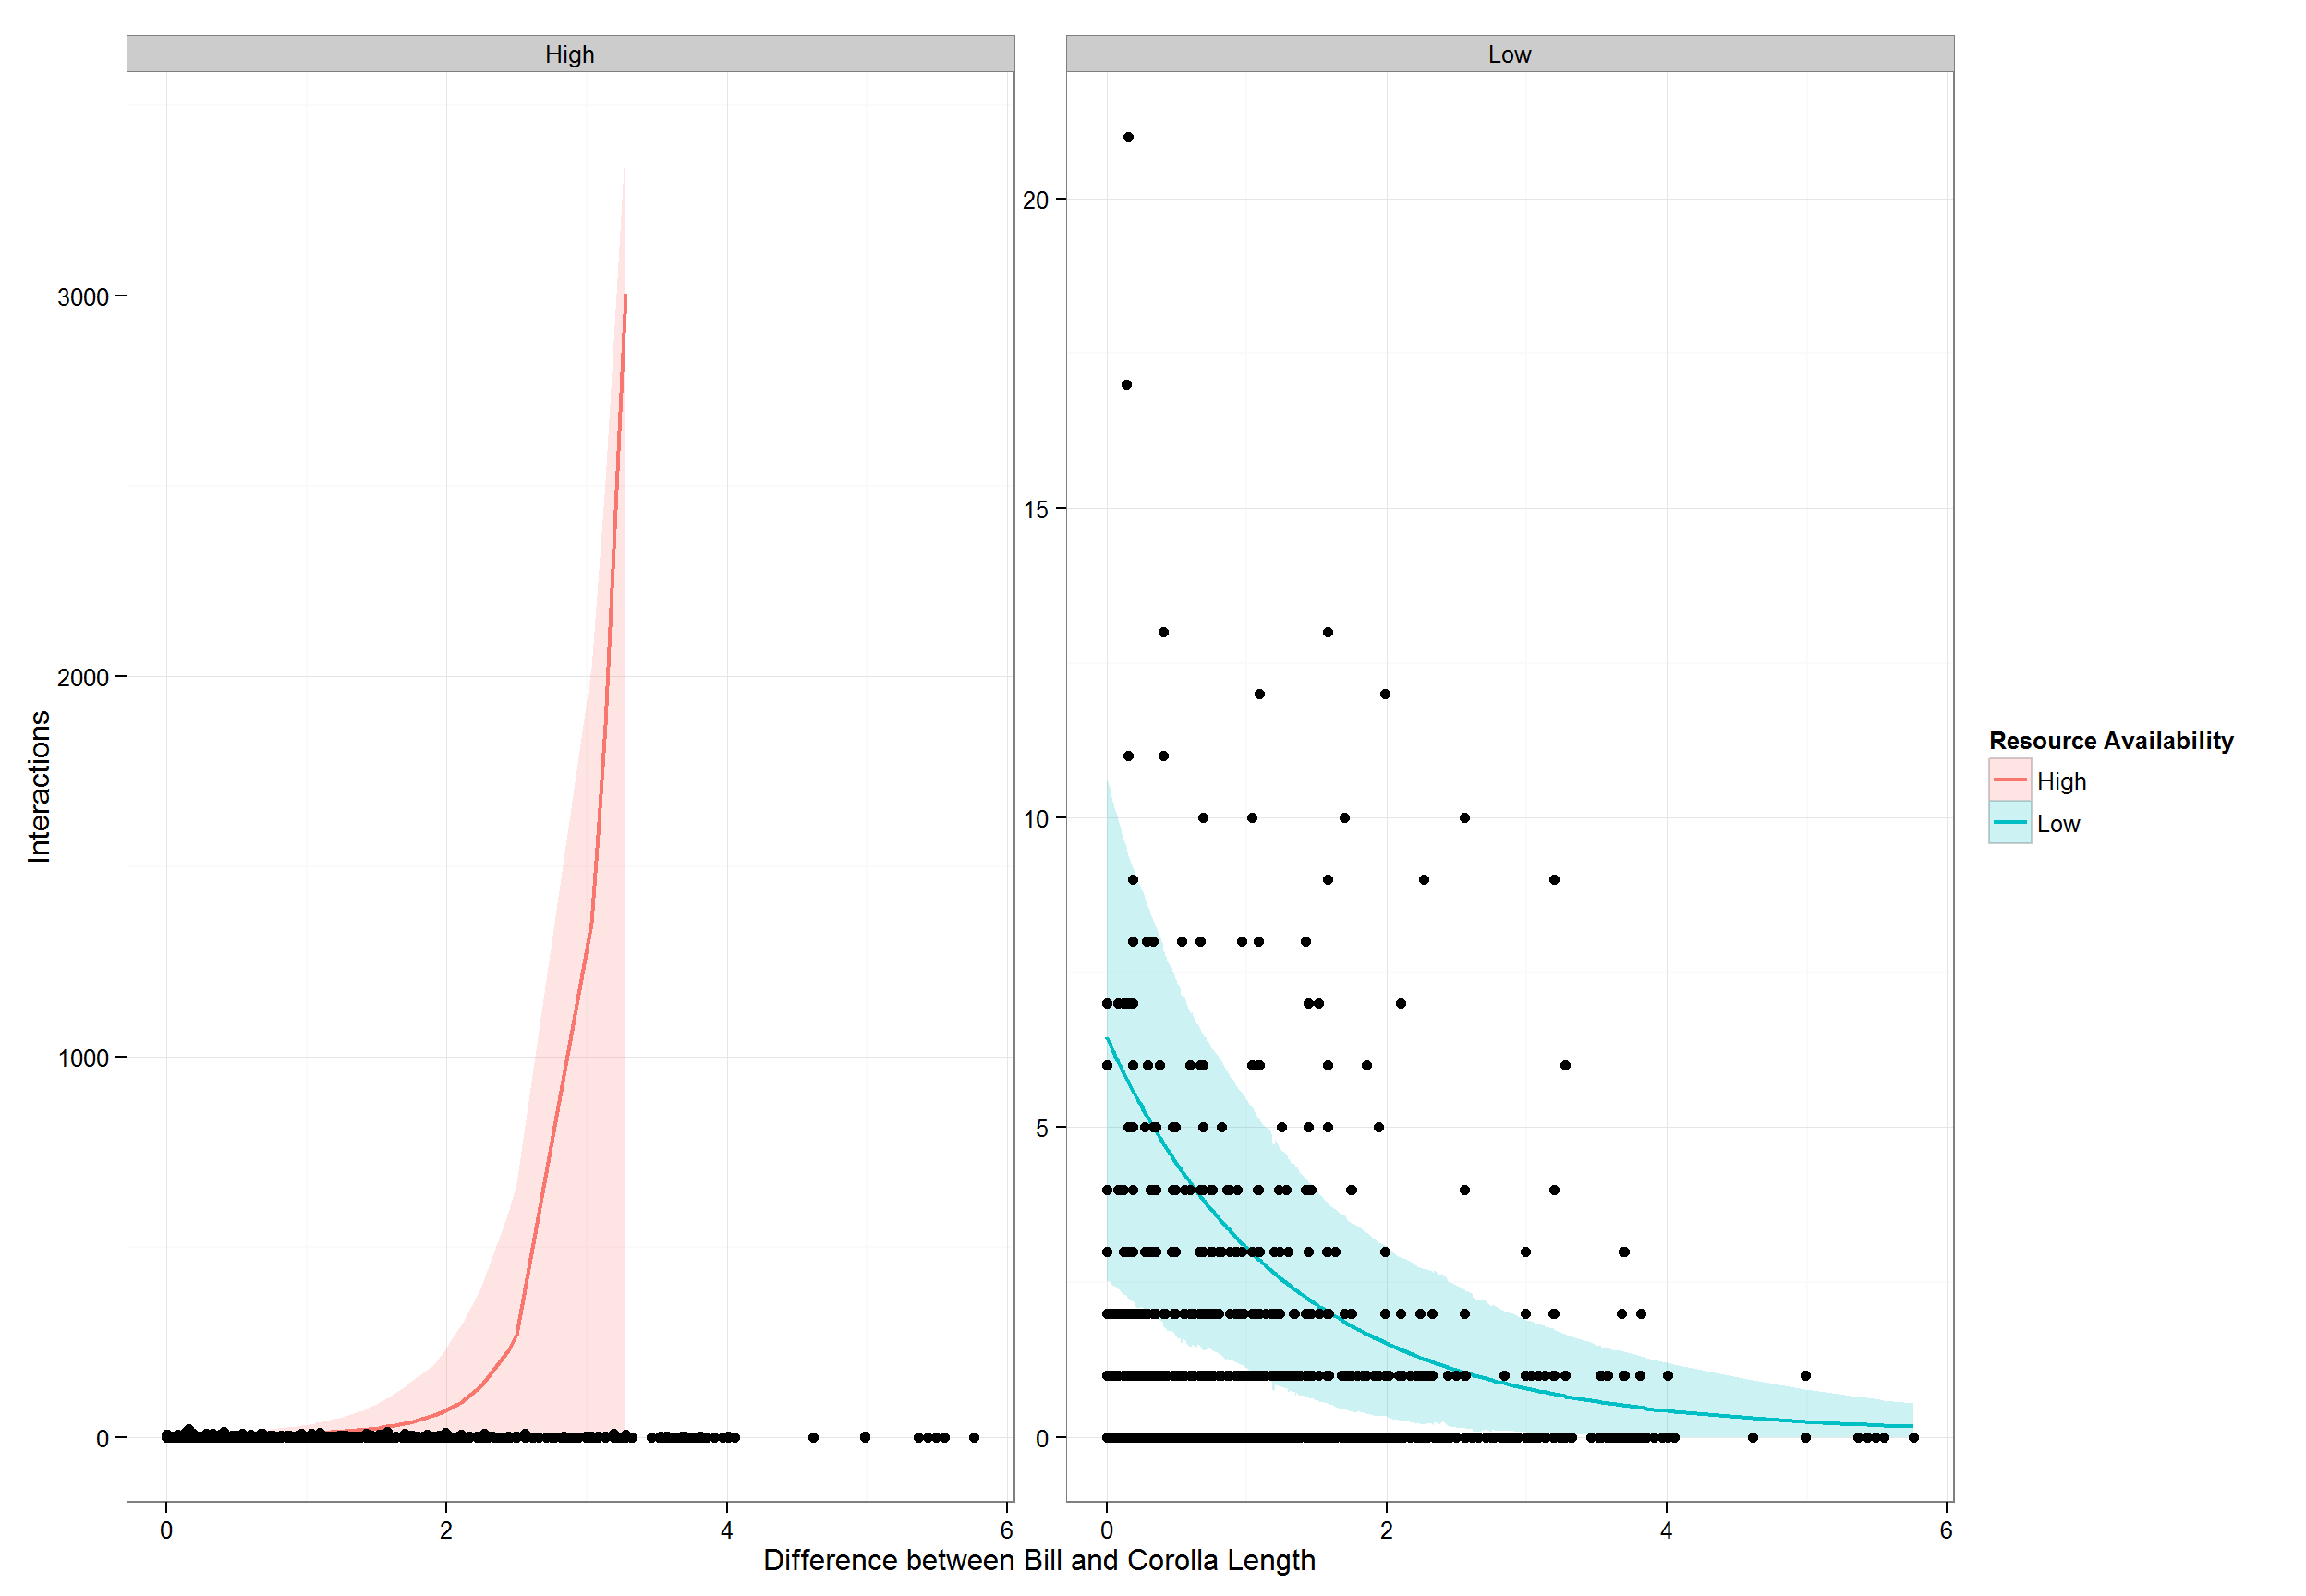 High
Low
3000
2000
1000
0
20
15
10
5
0
Interactions
0
2
4
6
0
2
4
6
Difference between Bill and Corolla Length
Resource Availability
High
Low